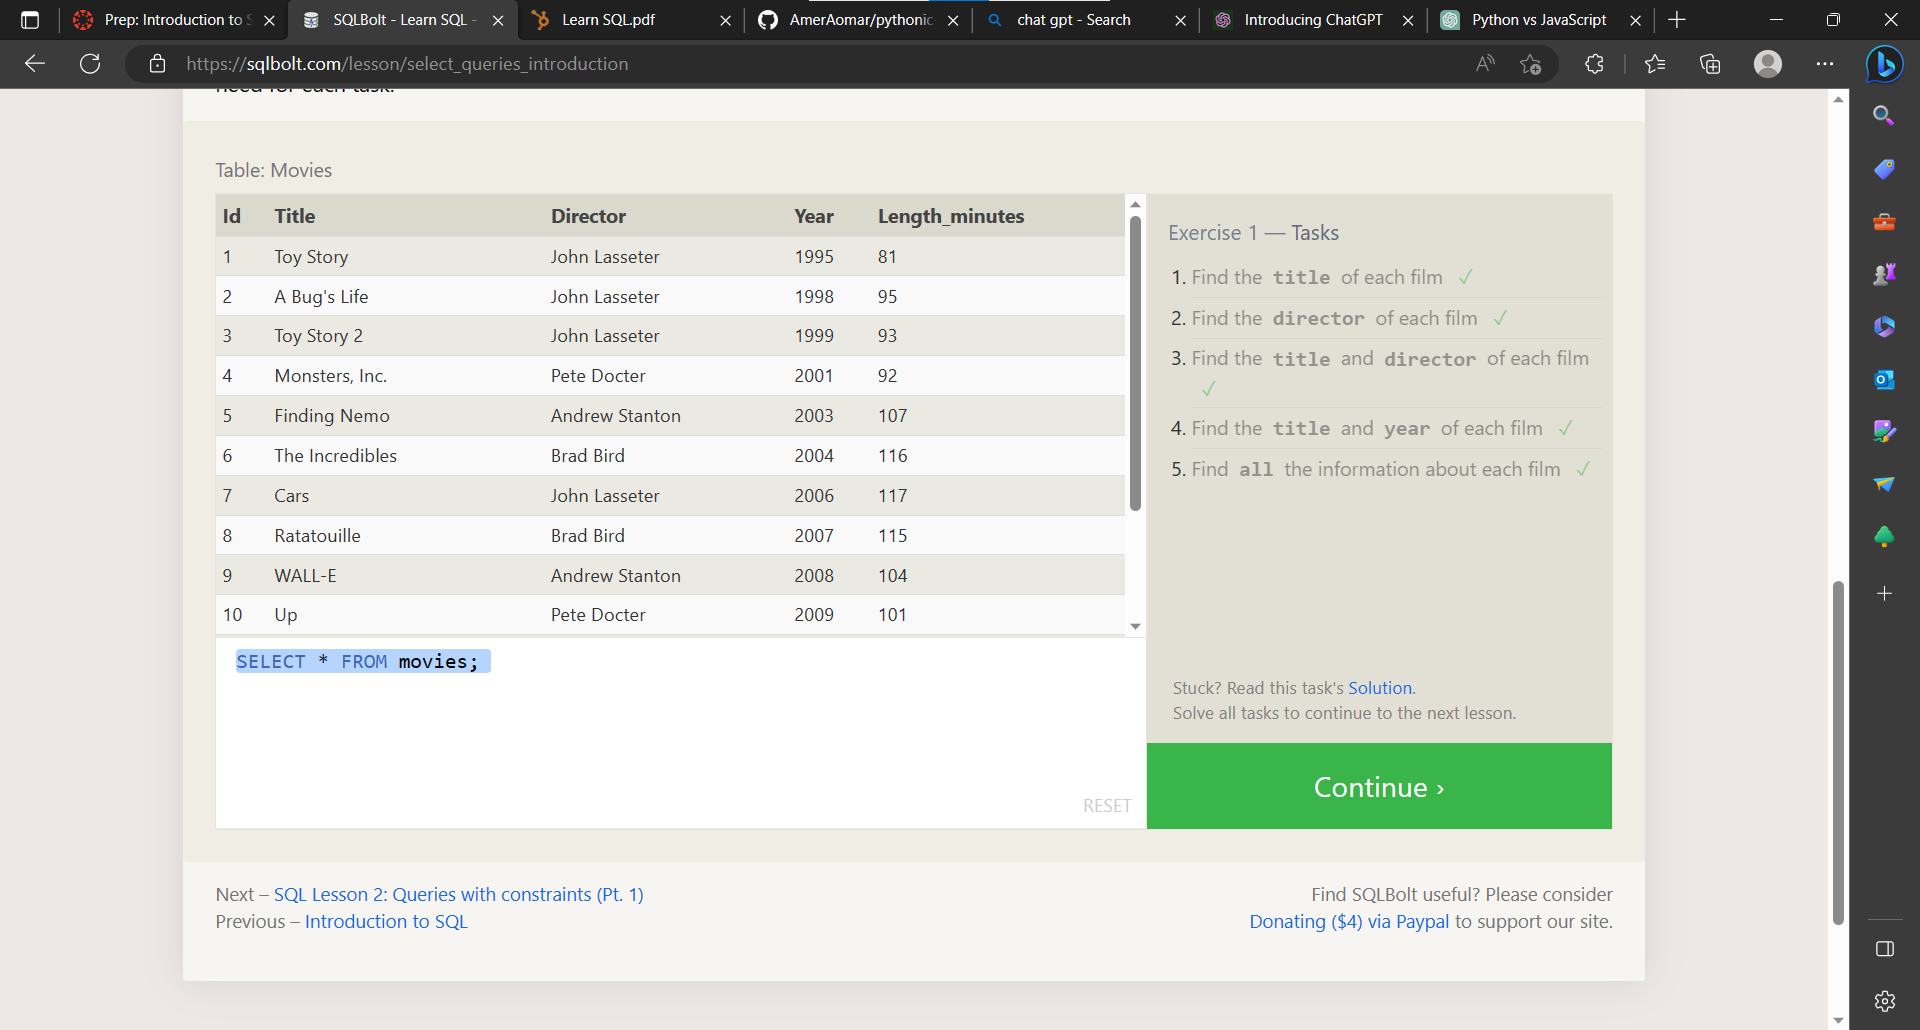 Prep: Introduction to S
SQLBolt - Learn SQL -
Learn SQL.pdf
AmerAomar/pythonic
chat gpt - Search
Introducing ChatGPT
Python vs JavaScript
https://sqlbolt.com/lesson/select_queries_introduction
need for each task.
Table: Movies
Id Title Director Year Length_minutes
1 Toy Story John Lasseter 1995 81
2 A Bug's Life John Lasseter 1998 95
3 Toy Story 2 John Lasseter 1999 93
4 Monsters, Inc. Pete Docter 2001 92
5 Finding Nemo Andrew Stanton 2003 107
6 The Incredibles Brad Bird 2004 116
7 Cars John Lasseter 2006 117
8 Ratatouille Brad Bird 2007 115
9 WALL-E Andrew Stanton 2008 104
10 Up Pete Docter 2009 101
SELECT * FROM movies;
RESET
Exercise 1 — Tasks
1. Find the title of each film ✓
2. Find the director of each film ✓
3. Find the title and director of each film
✓
4. Find the title and year of each film ✓
5. Find all the information about each film ✓
Stuck? Read this task's Solution.
Solve all tasks to continue to the next lesson.
Continue ›
Next – SQL Lesson 2: Queries with constraints (Pt. 1)
Previous – Introduction to SQL
Find SQLBolt useful? Please consider
Donating ($4) via Paypal to support our site.